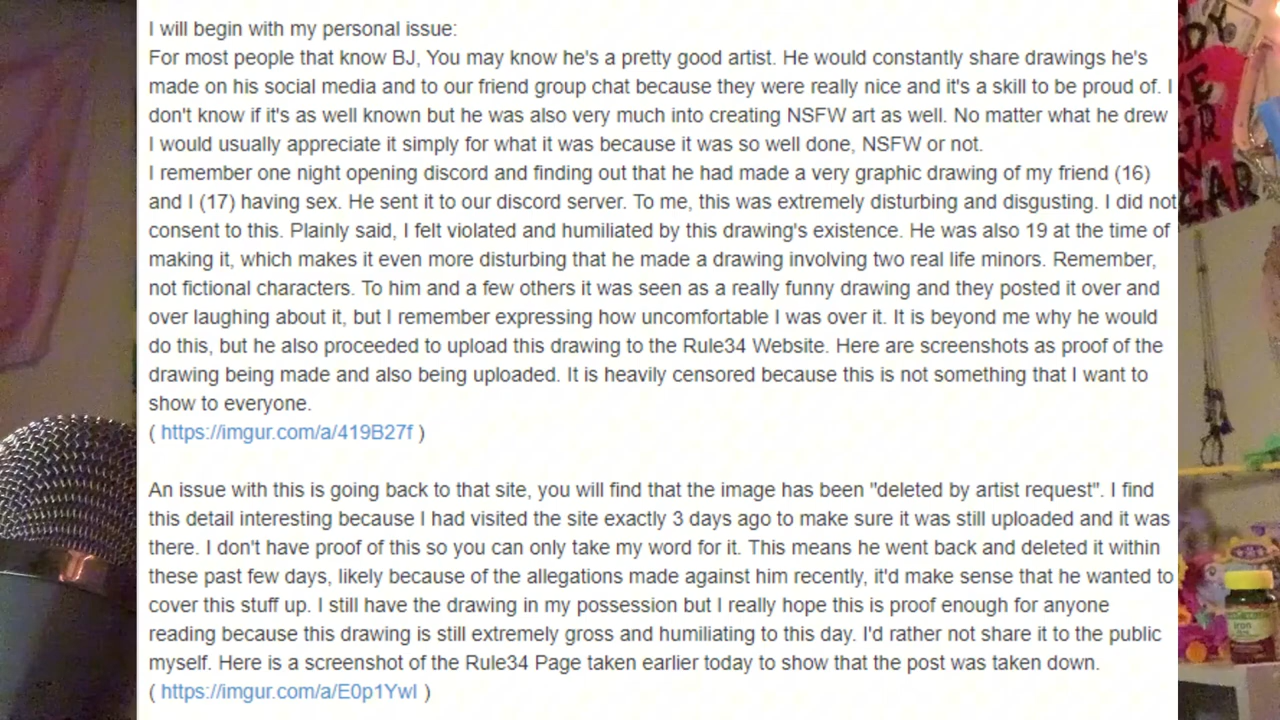 I will begin with my personal issue:
For most people that know BJ, You may know he's a pretty good artist. He would constantly share drawings he's
made on his social media and to our friend group chat because they were really nice and it's a skill to be proud of. I
don't know if it's as well known but he was also very much into creating NSFW art as well. No matter what he drew
I would usually appreciate it simply for what it was because it was so well done, NSFW or not.
I remember one night opening discord and finding out that he had made a very graphic drawing of my friend (16)
and I (17) having sex. He sent it to our discord server. To me, this was extremely disturbing and disgusting. I did not
consent to this. Plainly said, I felt violated and humiliated by this drawing's existence. He was also 19 at the time of
making it, which makes it even more disturbing that he made a drawing involving two real life minors. Remember,
not fictional characters. To him and a few others it was seen as a really funny drawing and they posted it over and
over laughing about it, but I remember expressing how uncomfortable I was over it. It is beyond me why he would
do this, but he also proceeded to upload this drawing to the Rule34 Website. Here are screenshots as proof of the
drawing being made and also being uploaded. It is heavily censored because this is not something that I want to
show to everyone.
( https://imgur.com/a/419B27f )
An issue with this is going back to that site, you will find that the image has been "deleted by artist request". I find
this detail interesting because I had visited the site exactly 3 days ago to make sure it was still uploaded and it was
there. I don't have proof of this so you can only take my word for it. This means he went back and deleted it within
these past few days, likely because of the allegations made against him recently, it'd make sense that he wanted to
cover this stuff up. I still have the drawing in my possession but I really hope this is proof enough for anyone
reading because this drawing is still extremely gross and humiliating to this day. I'd rather not share it to the public
myself. Here is a screenshot of the Rule34 Page taken earlier today to show that the post was taken down.
( https://imgur.com/a/E0p1YwI )
iron